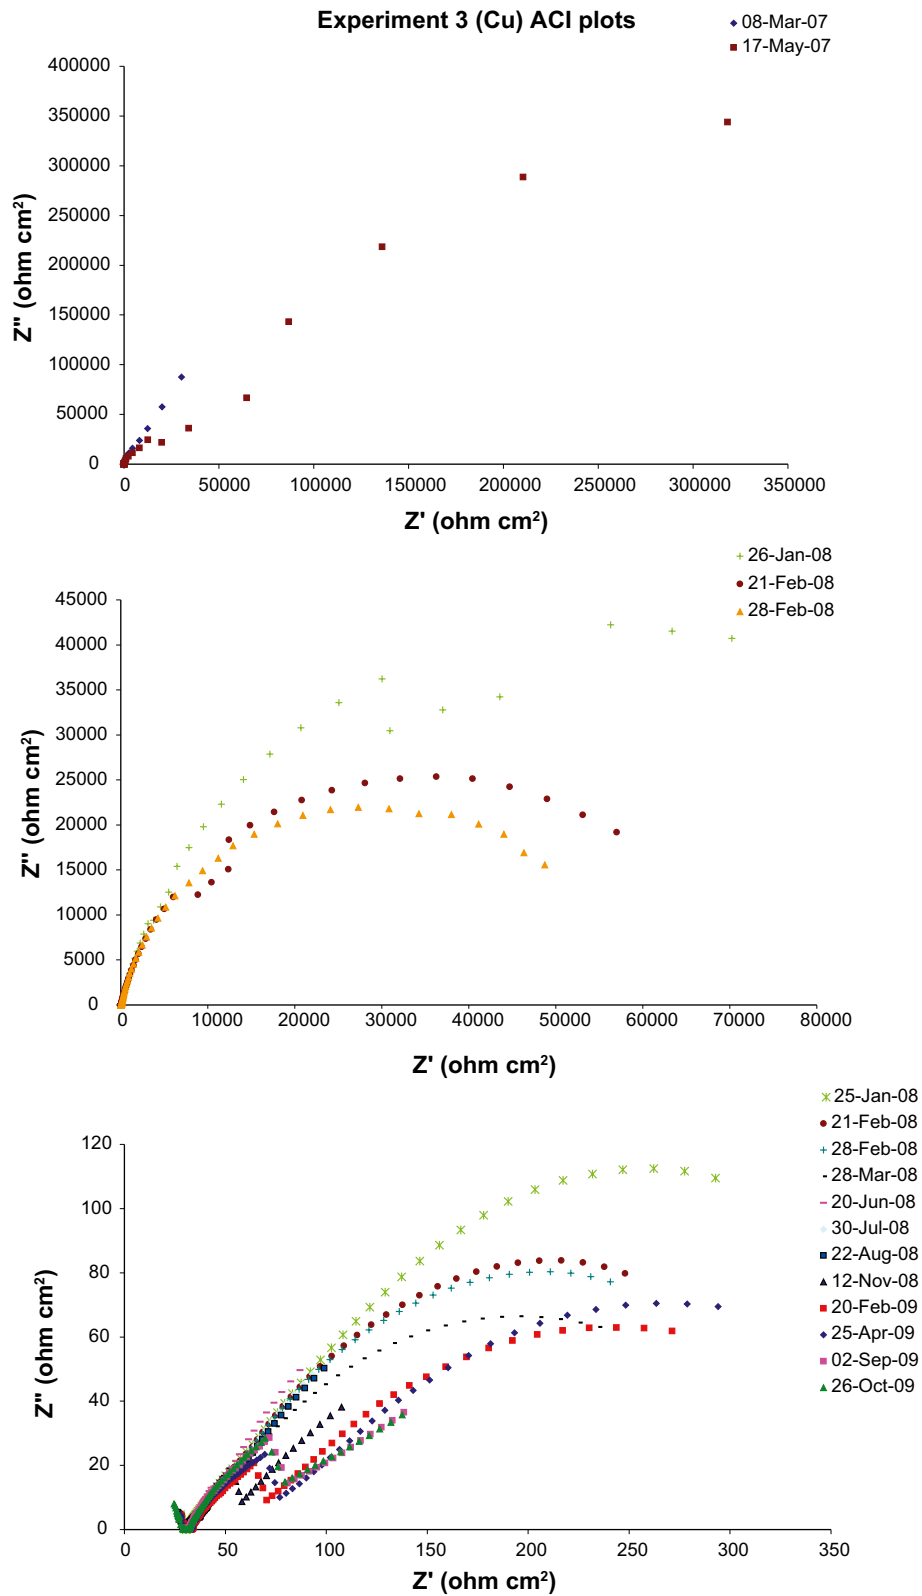 Experiment 3 (Cu) ACI plots
08-Mar-07
17-May-07
400000
350000
300000
250000
200000
150000
100000
50000
0
Z" (ohm cm²)
0 50000 100000 150000 200000 250000 300000 350000
Z' (ohm cm²)
26-Jan-08
21-Feb-08
28-Feb-08
45000
40000
35000
30000
25000
20000
15000
10000
5000
0
Z" (ohm cm²)
0 10000 20000 30000 40000 50000 60000 70000 80000
Z' (ohm cm²)
25-Jan-08
21-Feb-08
28-Feb-08
28-Mar-08
20-Jun-08
30-Jul-08
22-Aug-08
12-Nov-08
20-Feb-09
25-Apr-09
02-Sep-09
26-Oct-09
120
100
80
60
40
20
0
Z" (ohm cm²)
0 50 100 150 200 250 300 350
Z' (ohm cm²)